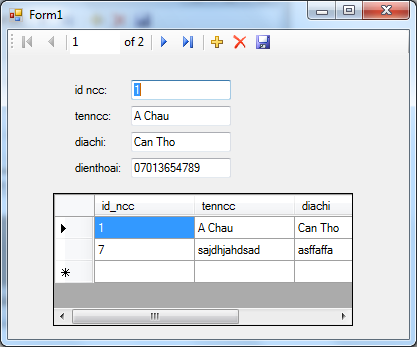 Form1
1 of 2
id ncc: 1
tenncc: A Chau
diachi: Can Tho
dienthoai: 07013654789
id_ncc tenncc diachi
1 A Chau Can Tho
7 sajdhjahdsad asffaffa